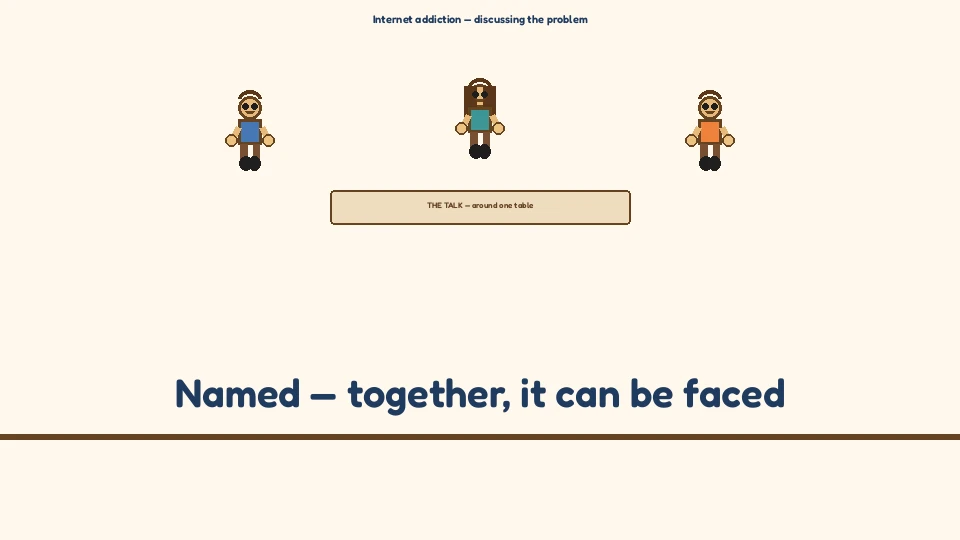 Internet addiction — discussing the problem
THE TALK — around one table
Named — together, it can be faced